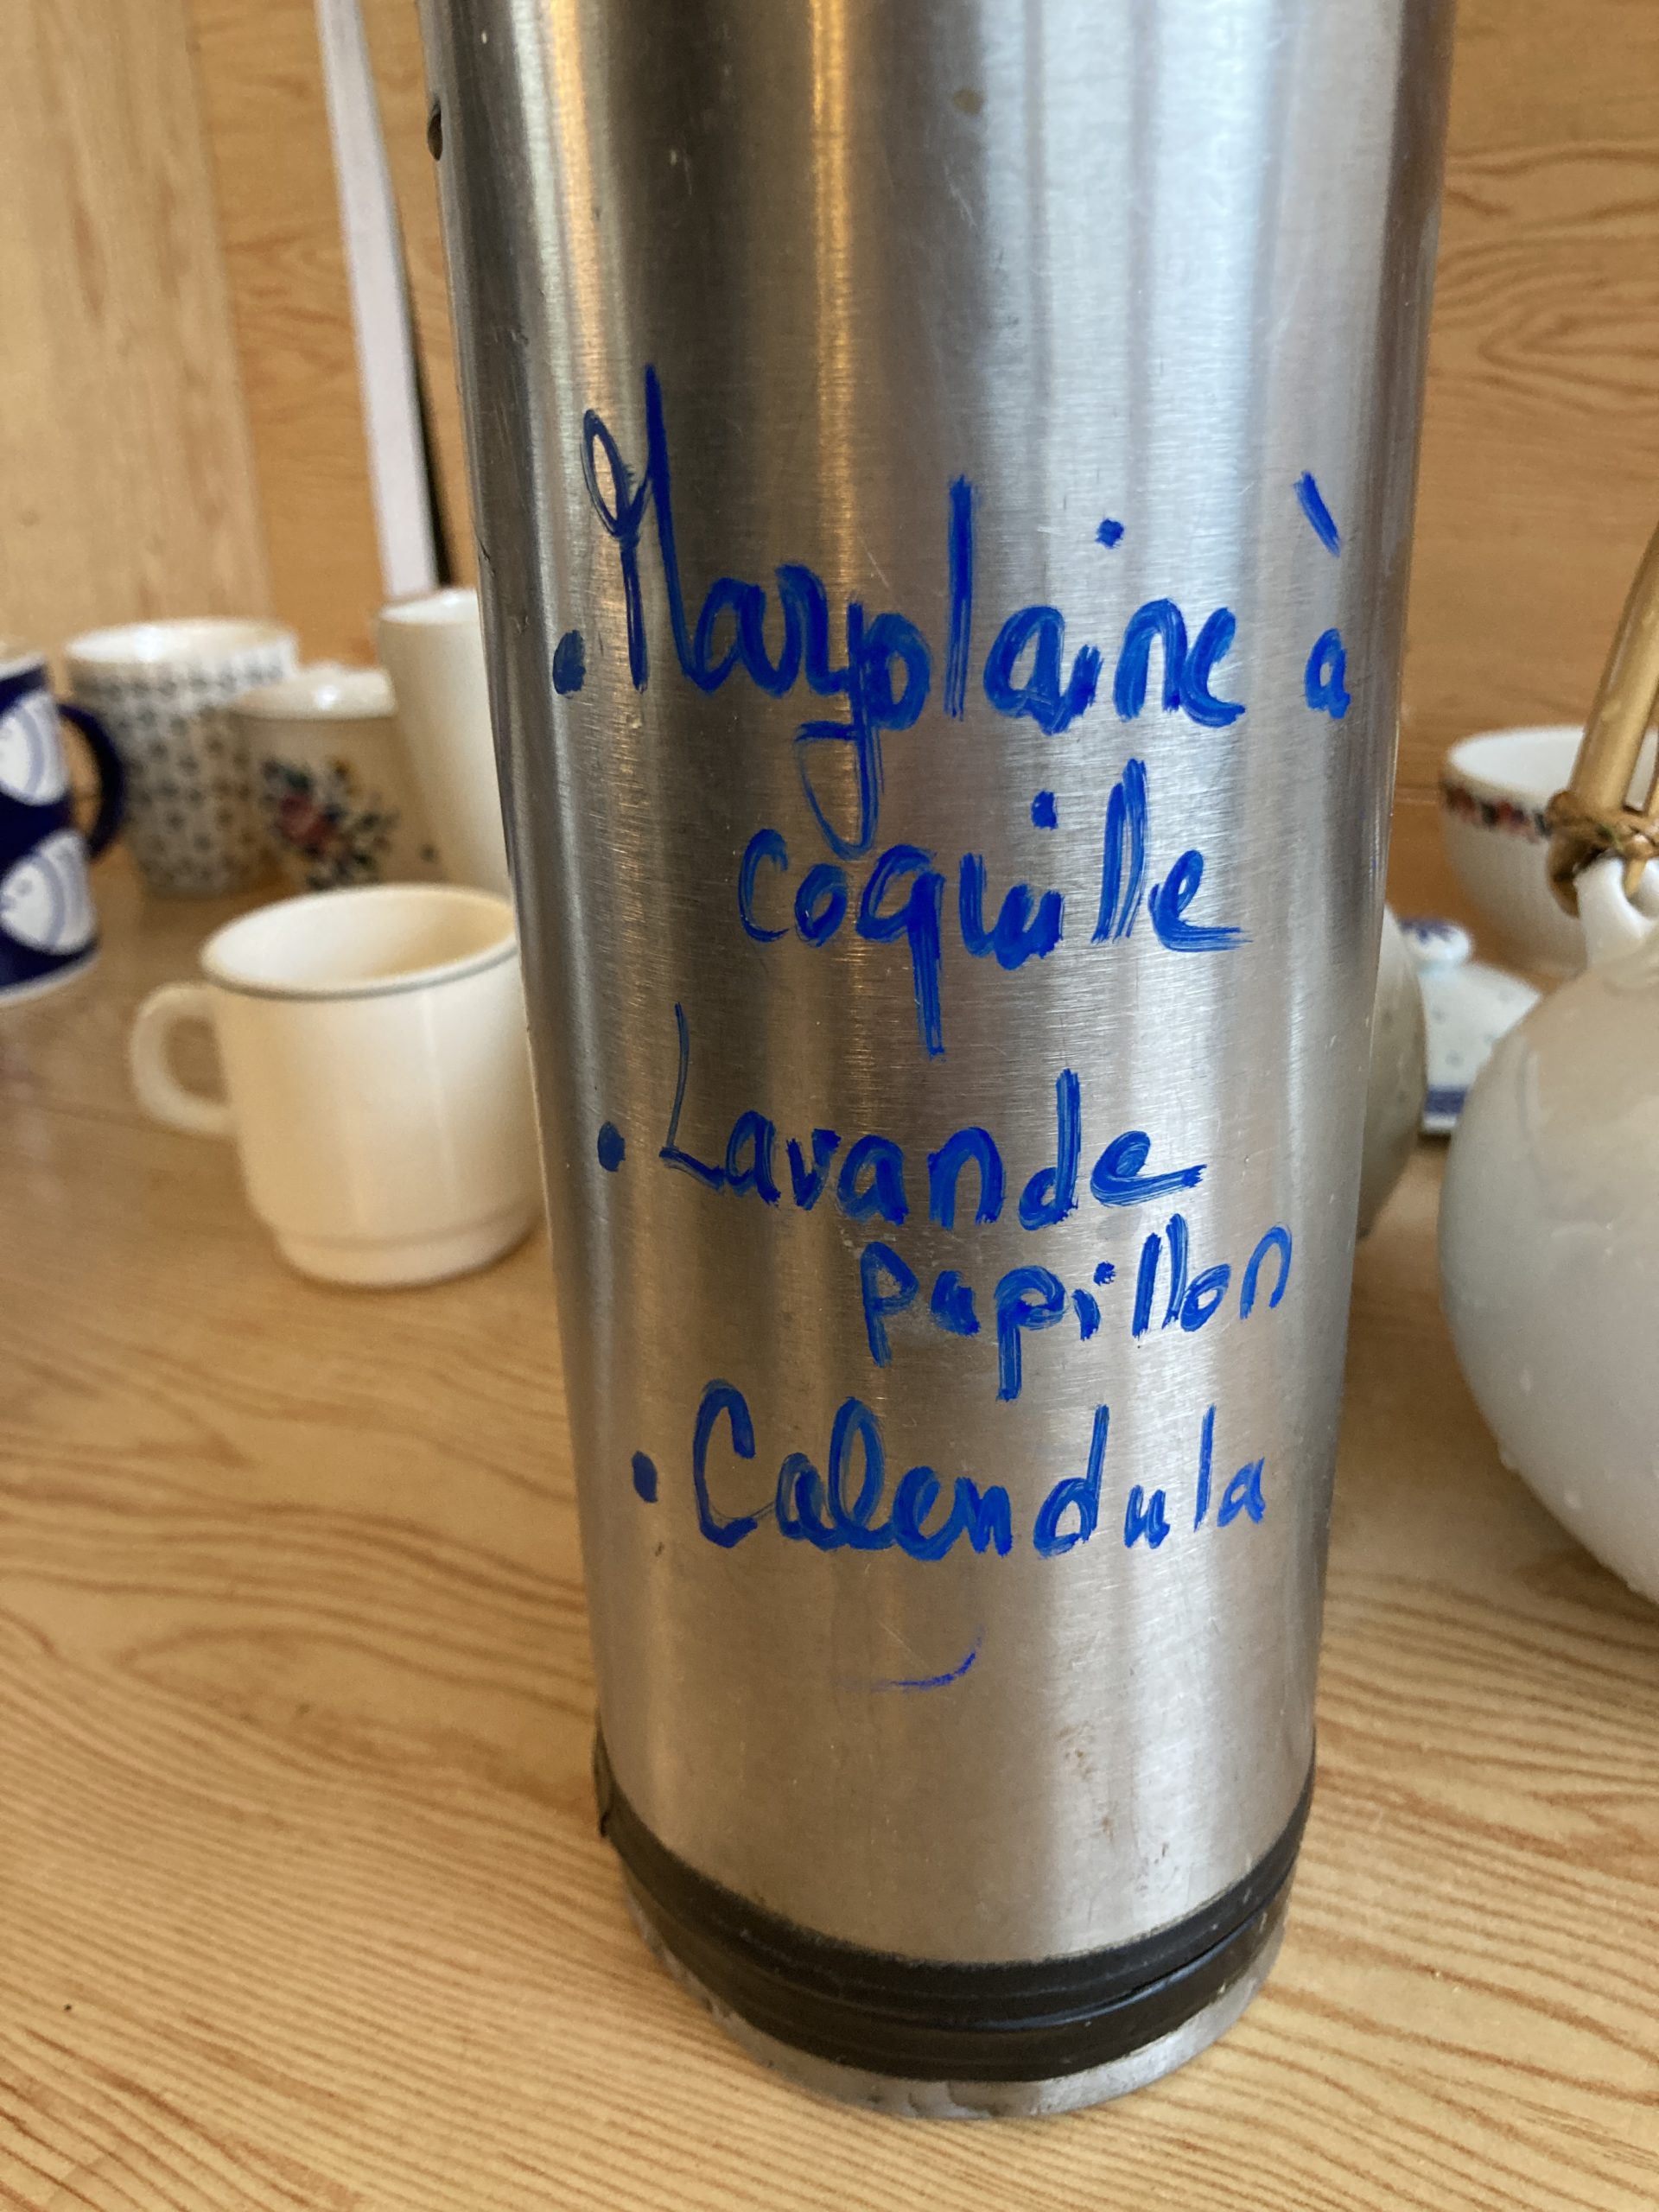 • Marjolaine à
coquille
• Lavande
papillon
• Calendula